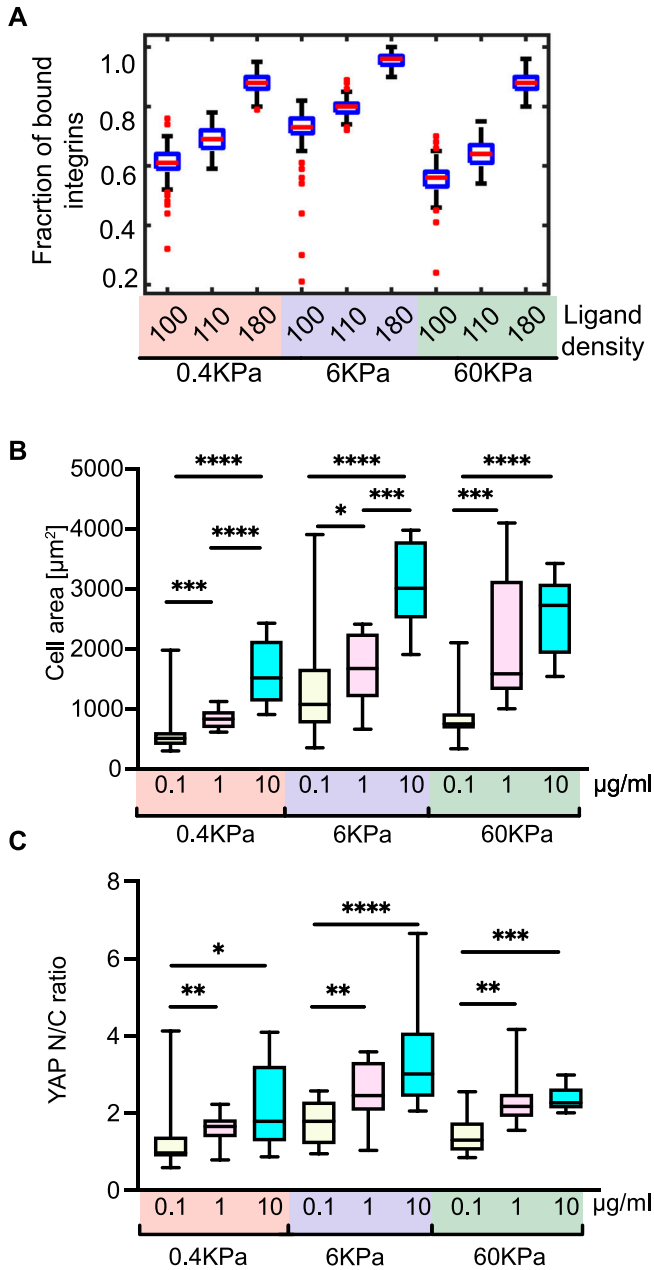 A
Fracrtion of bound
integrins
1.0
0.8
0.6
0.4
0.2
100 110 180 100 110 180 100 110 180 Ligand
density
0.4KPa 6KPa 60KPa
B
Cell area [µm²]
5000
4000
3000
2000
1000
0
**** **** ****
*** **** * *** ***
0.1 1 10 0.1 1 10 0.1 1 10 µg/ml
0.4KPa 6KPa 60KPa
C
YAP N/C ratio
8
6
4
2
0
* **** ***
** ** **
0.1 1 10 0.1 1 10 0.1 1 10 µg/ml
0.4KPa 6KPa 60KPa